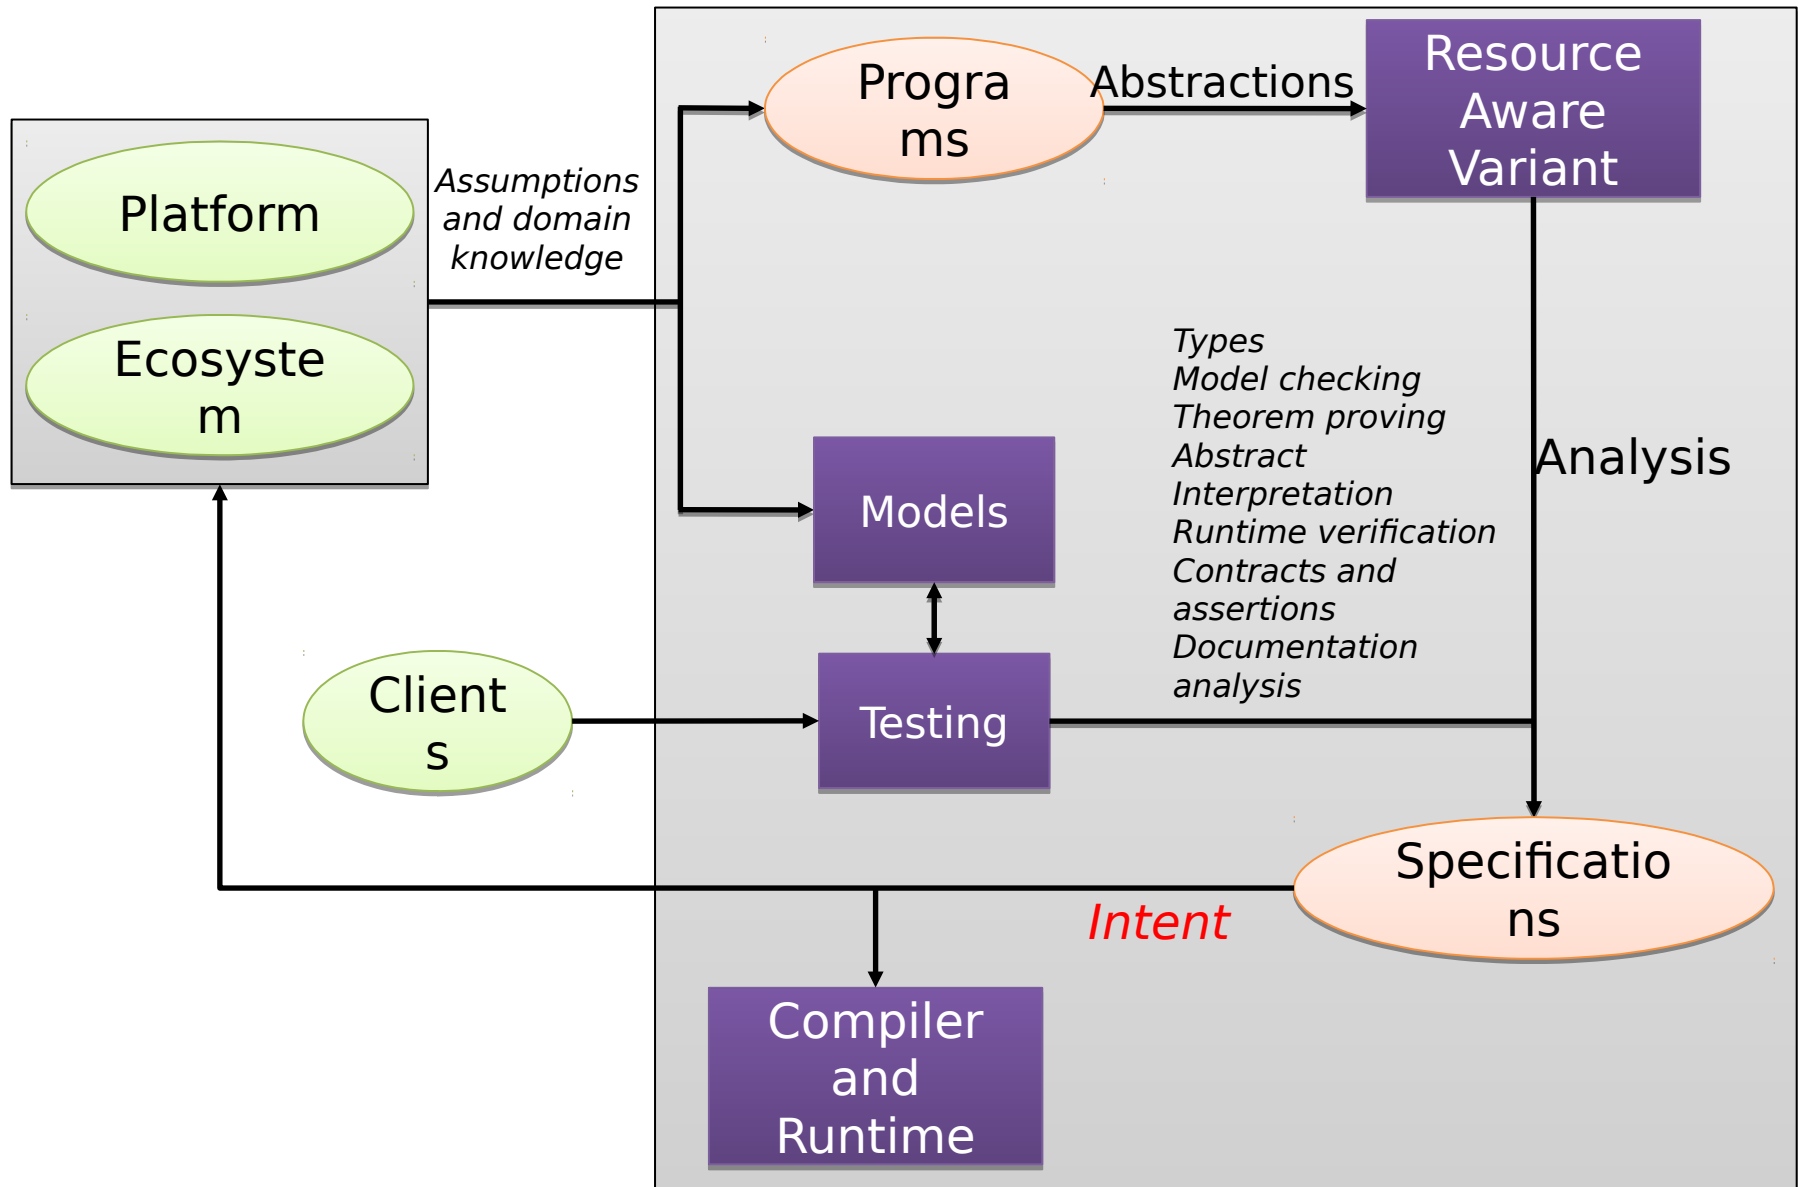 Progra
ms
Abstractions
Resource
Aware
Variant
Platform
Ecosyste
m
Assumptions
and domain
knowledge
Types
Model checking
Theorem proving
Abstract
Interpretation
Runtime verification
Contracts and
assertions
Documentation
analysis
Analysis
Models
Client
s
Testing
Specificatio
ns
Intent
Compiler
and
Runtime